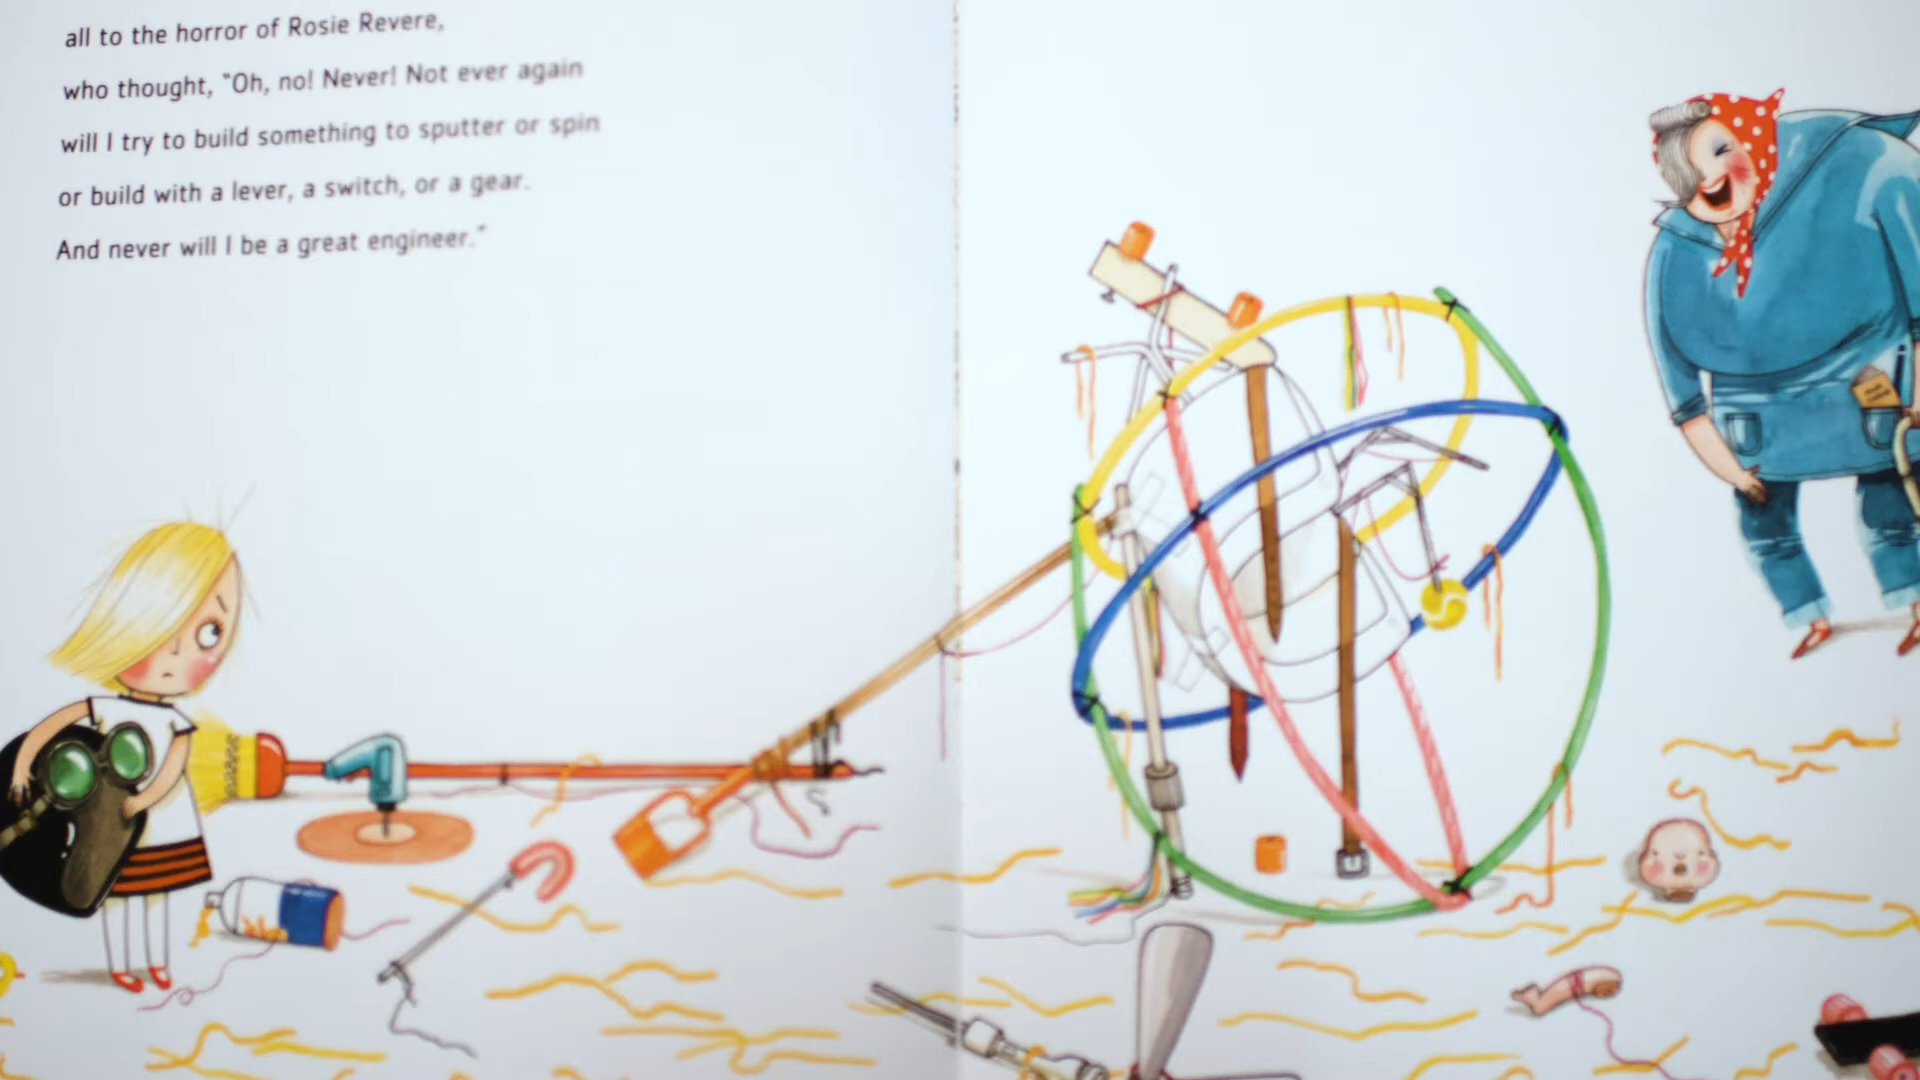 all to the horror of Rosie Revere,
who thought, "Oh, no! Never! Not ever again
will I try to build something to sputter or spin
or build with a lever, a switch, or a gear.
And never will I be a great engineer."